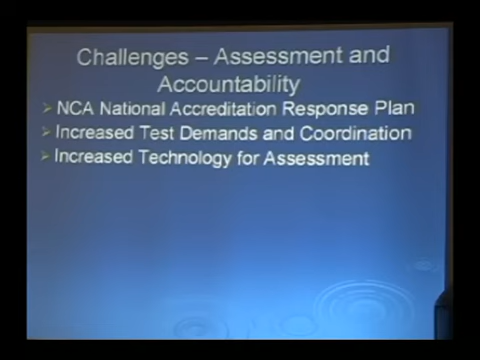 Challenges – Assessment and
Accountability
NCA National Accreditation Response Plan
Increased Test Demands and Coordination
Increased Technology for Assessment